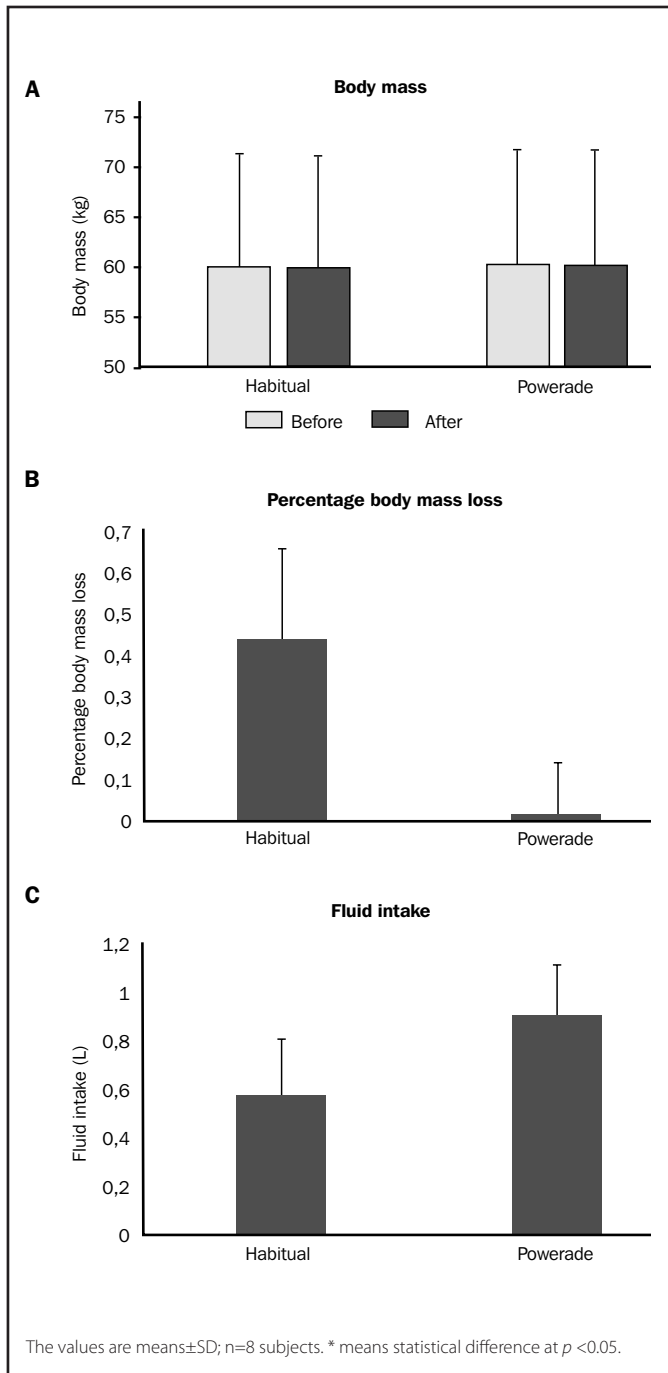 A
Body mass
Body mass (kg)
75
70
65
60
55
50
Habitual
Powerade
Before
After
B
Percentage body mass loss
Percentage body mass loss
0,7
0,6
0,5
0,4
0,3
0,2
0,1
0
Habitual
Powerade
C
Fluid intake
Fluid intake (L)
1,2
1
0,8
0,6
0,4
0,2
0
Habitual
Powerade
The values are means±SD; n=8 subjects. * means statistical difference at p <0.05.